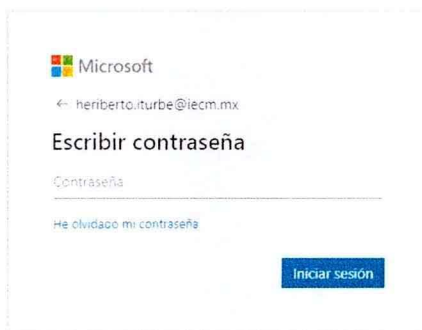 Microsoft
← heriberto.iturbe@iecm.mx
Escribir contraseña
Contraseña
He olvidado mi contraseña
Iniciar sesión